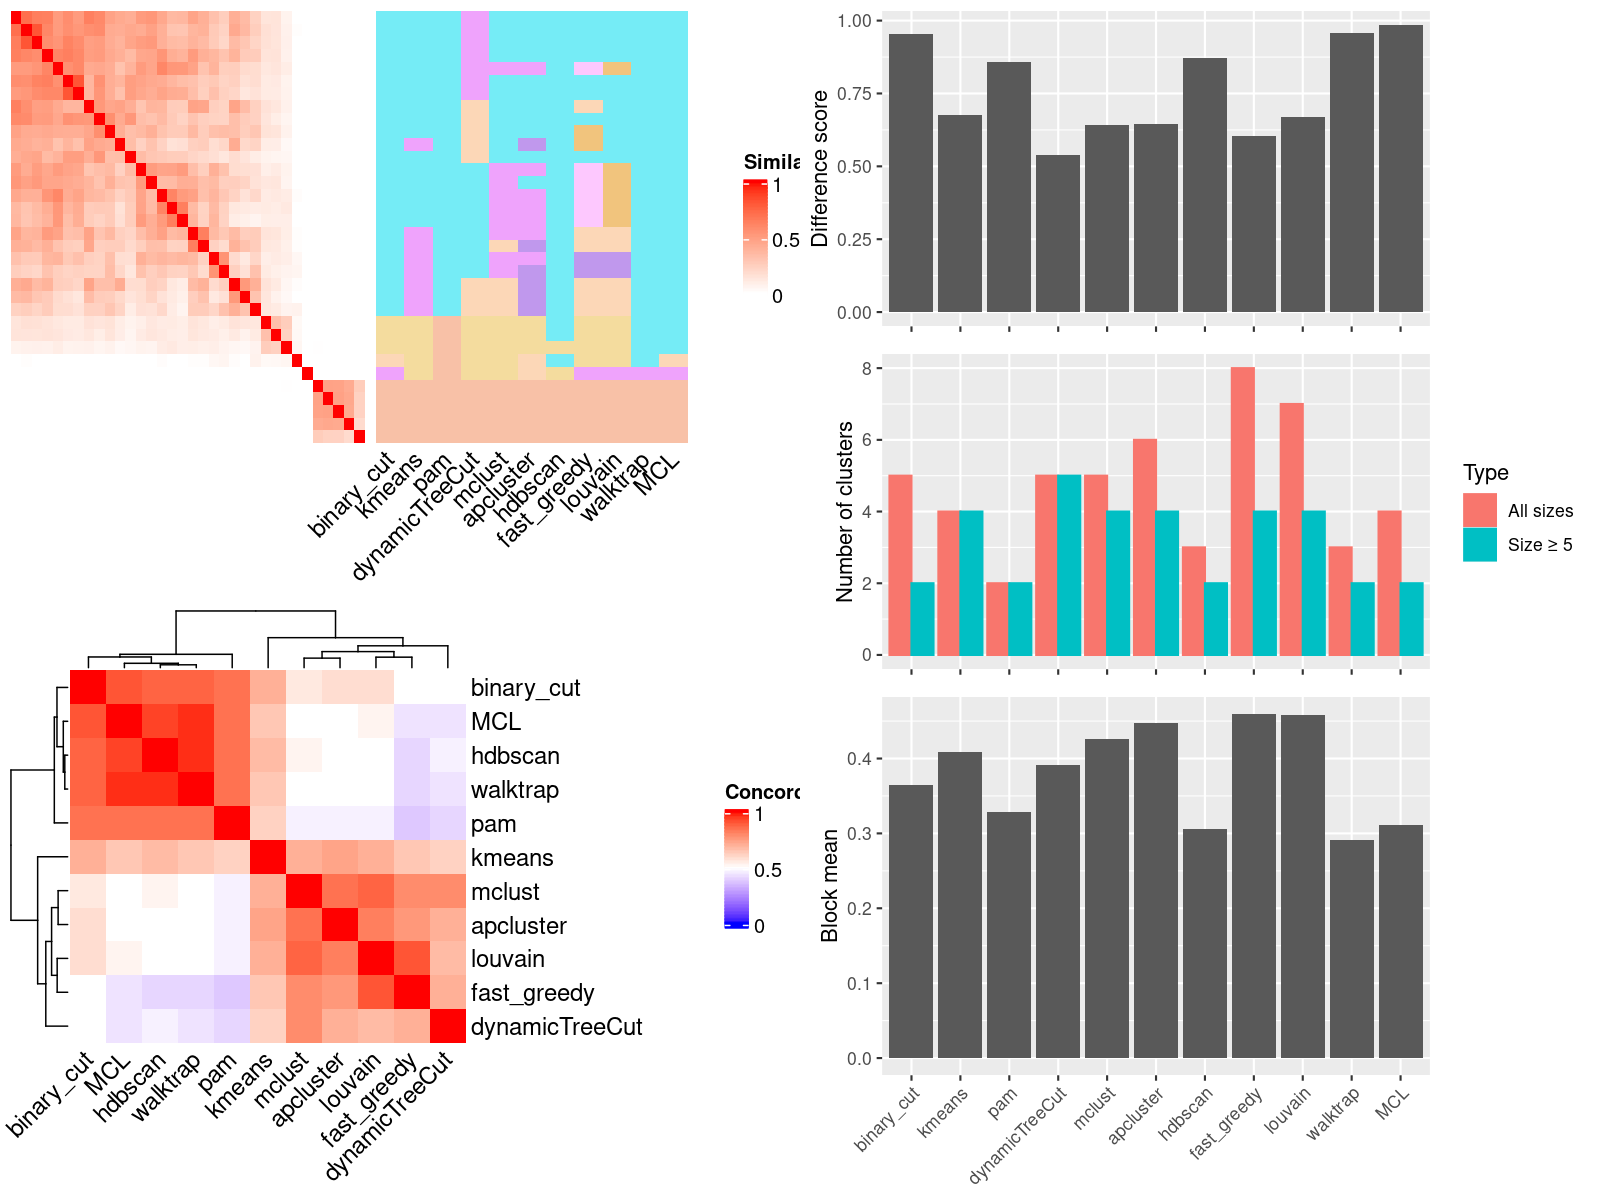 Simila
1
0.5
0
binary_cut
kmeans
pam
dynamicTreeCut
mclust
apcluster
hdbscan
fast_greedy
louvain
walktrap
MCL
binary_cut
MCL
hdbscan
walktrap
pam
kmeans
mclust
apcluster
louvain
fast_greedy
dynamicTreeCut
binary_cut
MCL
hdbscan
walktrap
pam
kmeans
mclust
apcluster
louvain
fast_greedy
dynamicTreeCut
Concord
1
0.5
0
Difference score
1.00
0.75
0.50
0.25
0.00
Number of clusters
8
6
4
2
0
Type
All sizes
Size ≥ 5
Block mean
0.4
0.3
0.2
0.1
0.0
binary_cut
kmeans
pam
dynamicTreeCut
mclust
apcluster
hdbscan
fast_greedy
louvain
walktrap
MCL